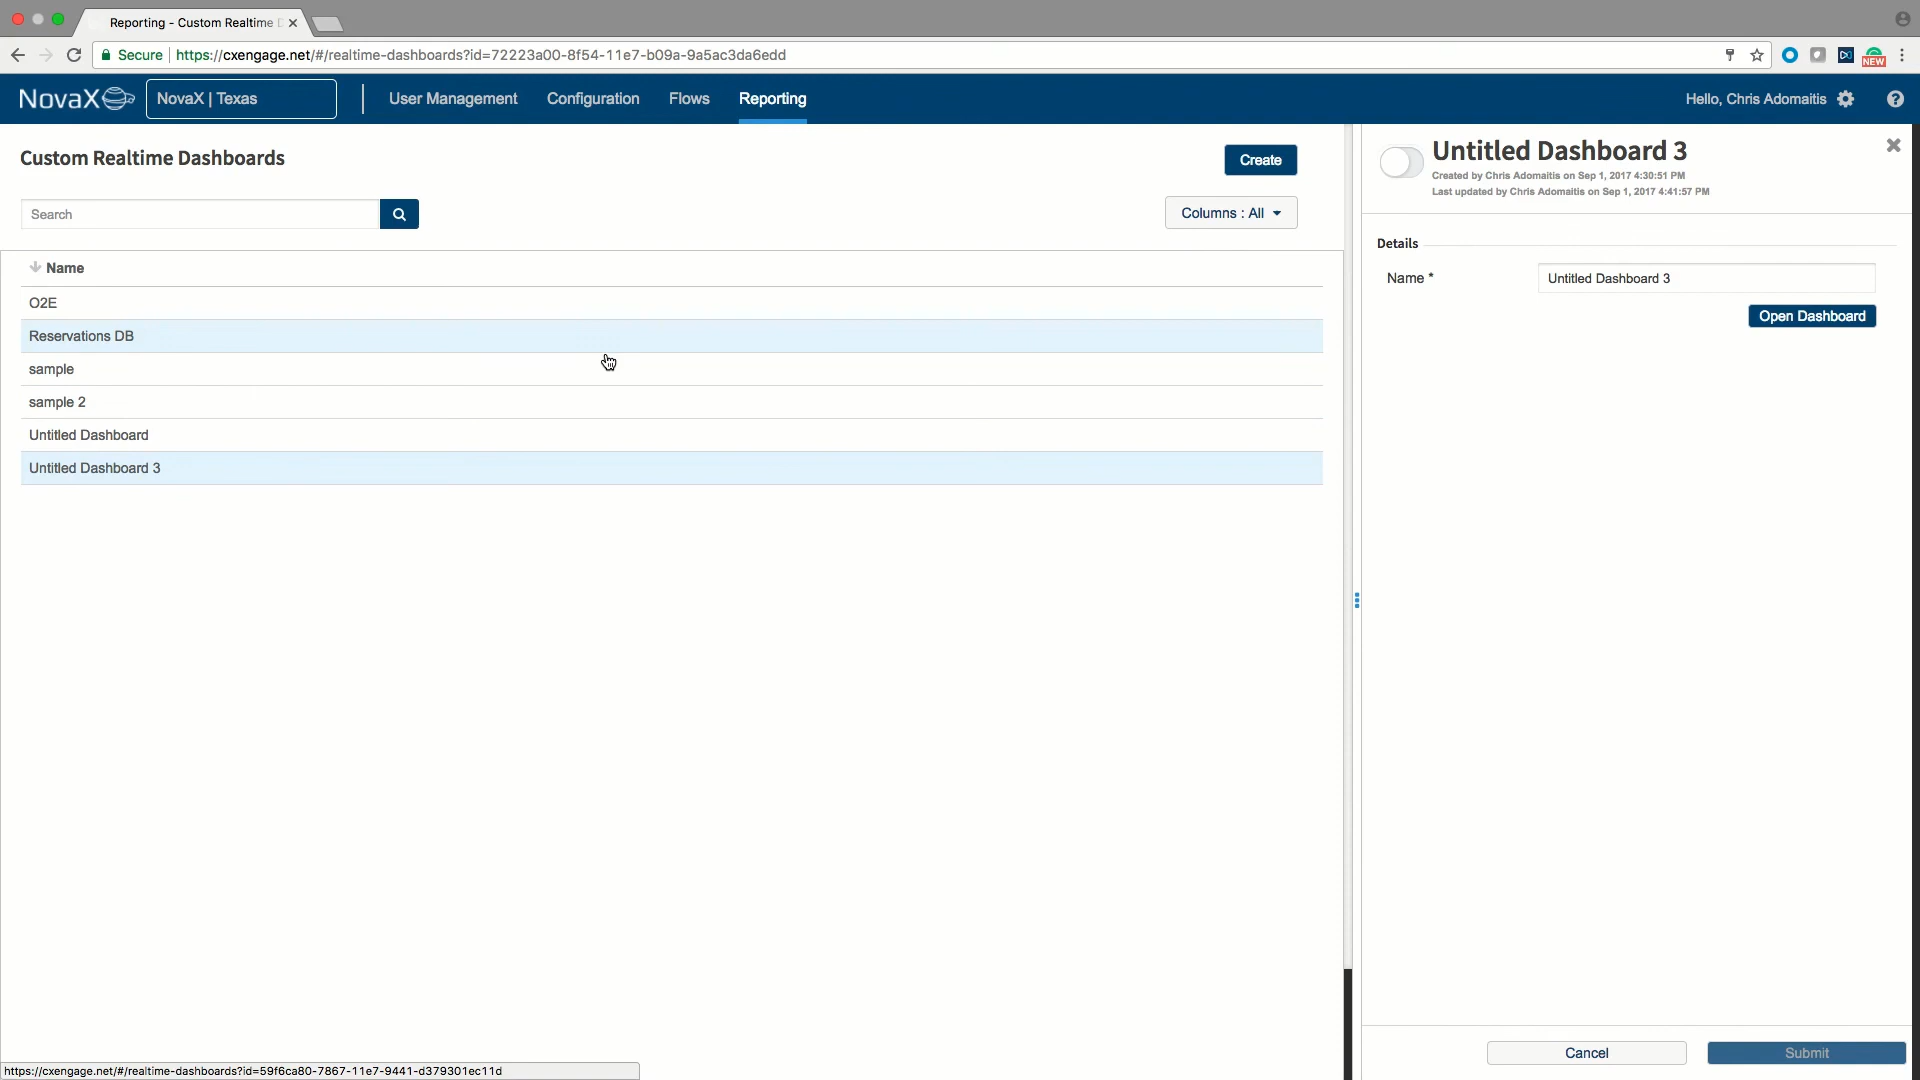 Reporting - Custom Realtime D
Secure https://cxengage.net/#/realtime-dashboards?id=72223a00-8f54-11e7-b09a-9a5ac3da6edd
NEW
NovaX
NovaX | Texas
User Management
Configuration
Flows
Reporting
Hello, Chris Adomaitis
?
Custom Realtime Dashboards
Create
Search
Columns : All
Name
O2E
Reservations DB
sample
sample 2
Untitled Dashboard
Untitled Dashboard 3
Untitled Dashboard 3
Created by Chris Adomaitis on Sep 1, 2017 4:30:51 PM
Last updated by Chris Adomaitis on Sep 1, 2017 4:41:57 PM
Details
Name *
Untitled Dashboard 3
Open Dashboard
Cancel
Submit
https://cxengage.net/#/realtime-dashboards?id=59f6ca80-7867-11e7-9441-d379301ec11d